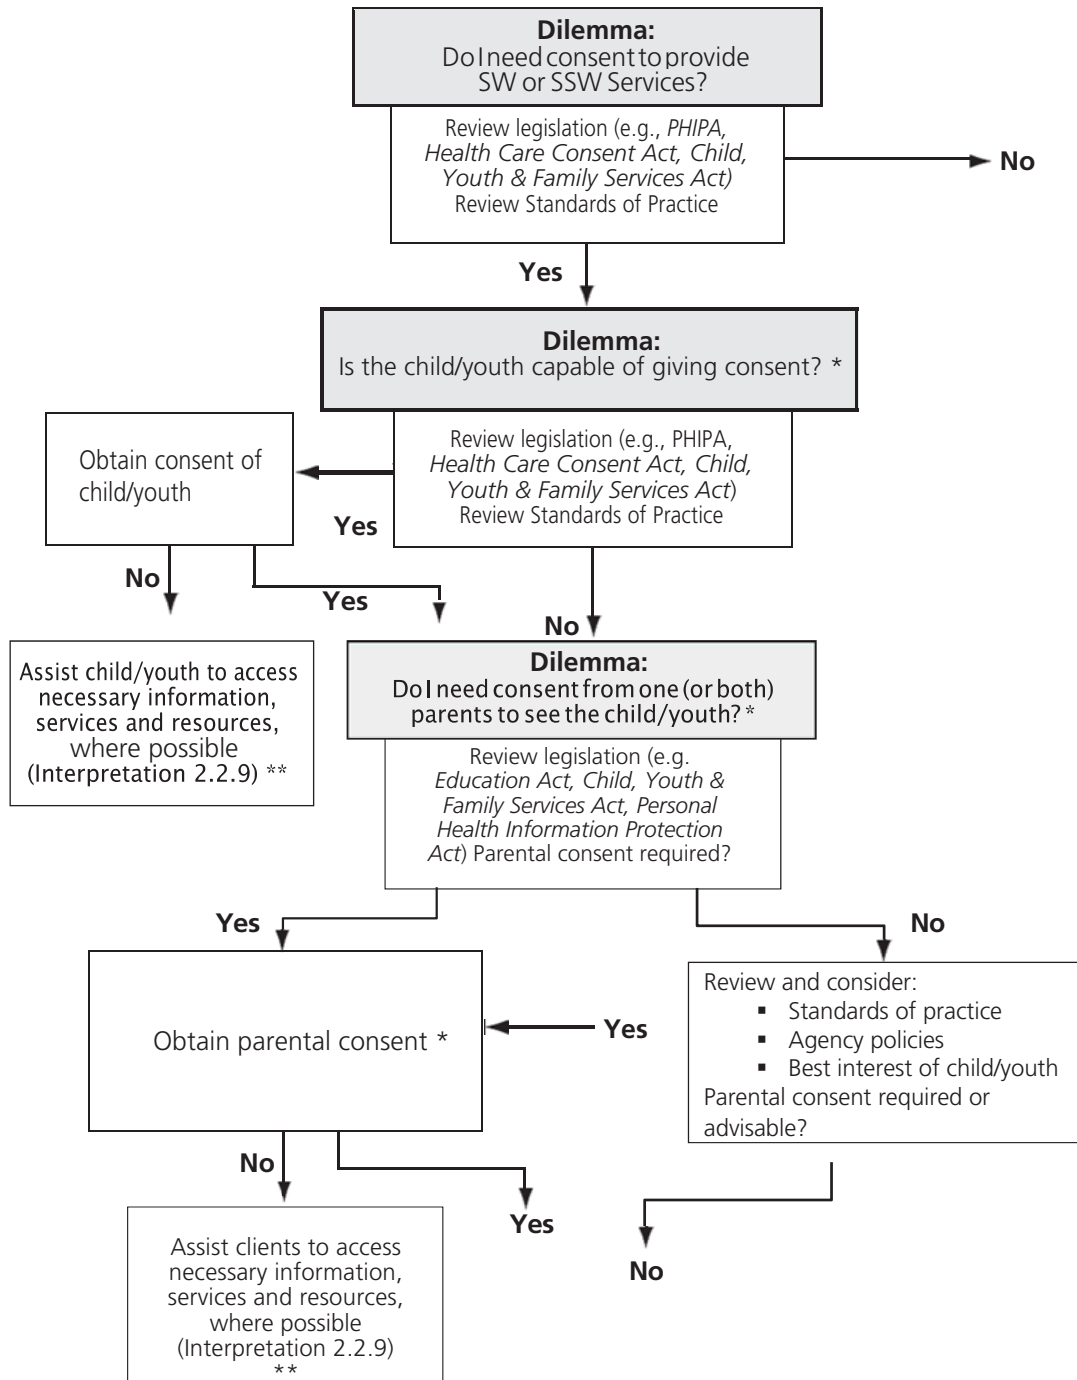 Dilemma:
Do I need consent to provide
SW or SSW Services?
Review legislation (e.g., PHIPA,
Health Care Consent Act, Child,
Youth & Family Services Act)
Review Standards of Practice
No
Yes
Dilemma:
Is the child/youth capable of giving consent? *
Review legislation (e.g., PHIPA,
Health Care Consent Act, Child,
Youth & Family Services Act)
Review Standards of Practice
Obtain consent of
child/youth
Yes
No
Yes
No
Assist child/youth to access
necessary information,
services and resources,
where possible
(Interpretation 2.2.9) **
Dilemma:
Do I need consent from one (or both)
parents to see the child/youth? *
Review legislation (e.g.
Education Act, Child, Youth &
Family Services Act, Personal
Health Information Protection
Act) Parental consent required?
Yes
No
Obtain parental consent *
Yes
Review and consider:
▪ Standards of practice
▪ Agency policies
▪ Best interest of child/youth
Parental consent required or
advisable?
No
Yes
No
Assist clients to access
necessary information,
services and resources,
where possible
(Interpretation 2.2.9)
**